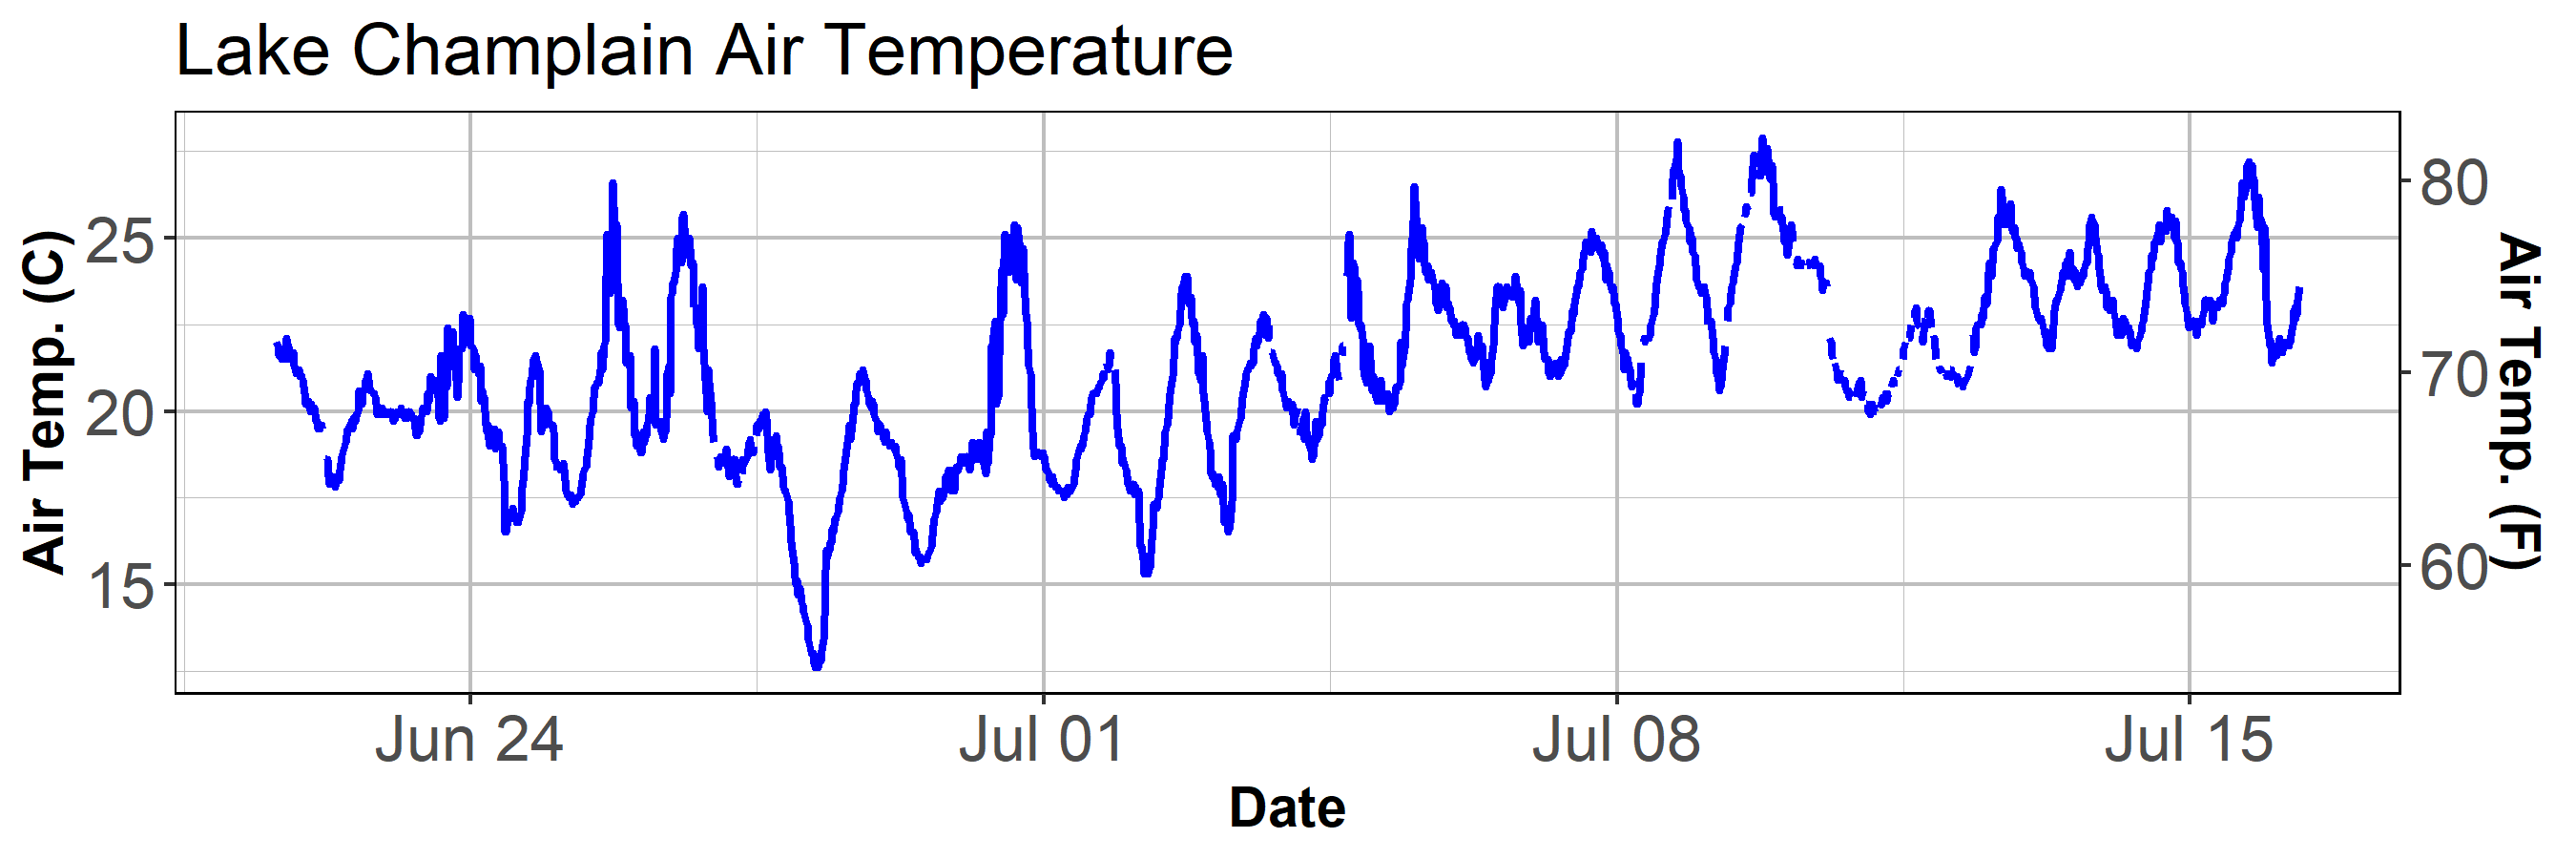 Lake Champlain Air Temperature
Air Temp. (C)
25
20
15
80
70
60
Air Temp. (F)
Jun 24
Jul 01
Jul 08
Jul 15
Date